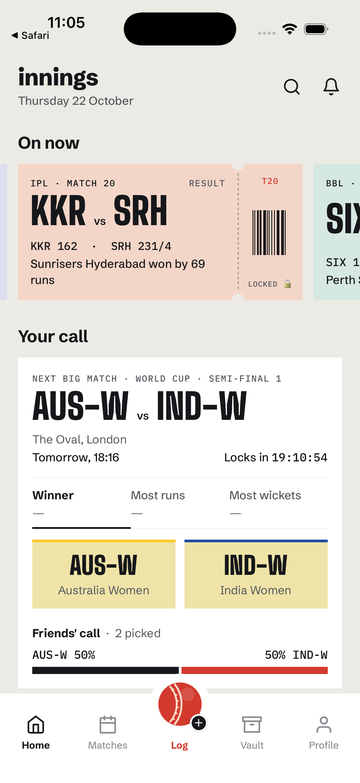 11:05
◀ Safari
innings
Thursday 22 October
On now
IPL · MATCH 20
RESULT
KKR vs SRH
KKR 162 · SRH 231/4
Sunrisers Hyderabad won by 69
runs
T20
LOCKED 🔒
BBL ·
SIX
SIX 1
Perth S
Your call
NEXT BIG MATCH · WORLD CUP · SEMI-FINAL 1
AUS-W vs IND-W
The Oval, London
Tomorrow, 18:16
Locks in 19:10:54
Winner
Most runs
Most wickets
—
—
—
AUS-W
Australia Women
IND-W
India Women
Friends' call · 2 picked
AUS-W 50%
50% IND-W
Home
Matches
Log
Vault
Profile